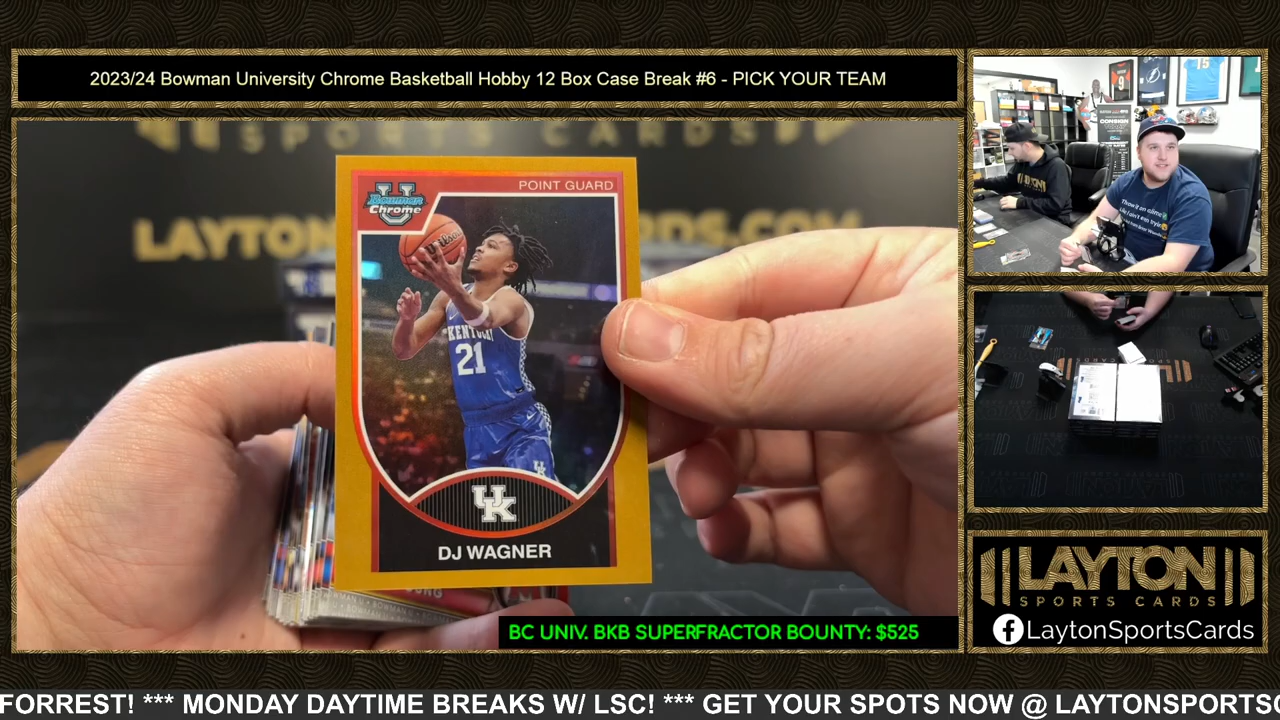 2023/24 Bowman University Chrome Basketball Hobby 12 Box Case Break #6 - PICK YOUR TEAM
POINT GUARD
U
Bowman
Chrome
Wilson
KENTUCKY
21
UK
DJ WAGNER
BC UNIV. BKB SUPERFRACTOR BOUNTY: $525
LAYTON
SPORTS CARDS
LaytonSportsCards
FORREST! *** MONDAY DAYTIME BREAKS W/ LSC! *** GET YOUR SPOTS NOW @ LAYTONSPORTSC